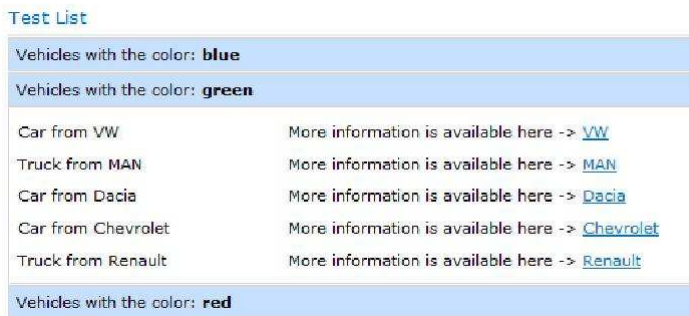 Test List
Vehicles with the color: blue
Vehicles with the color: green
Car from VW More information is available here -> VW
Truck from MAN More information is available here -> MAN
Car from Dacia More information is available here -> Dacia
Car from Chevrolet More information is available here -> Chevrolet
Truck from Renault More information is available here -> Renault
Vehicles with the color: red